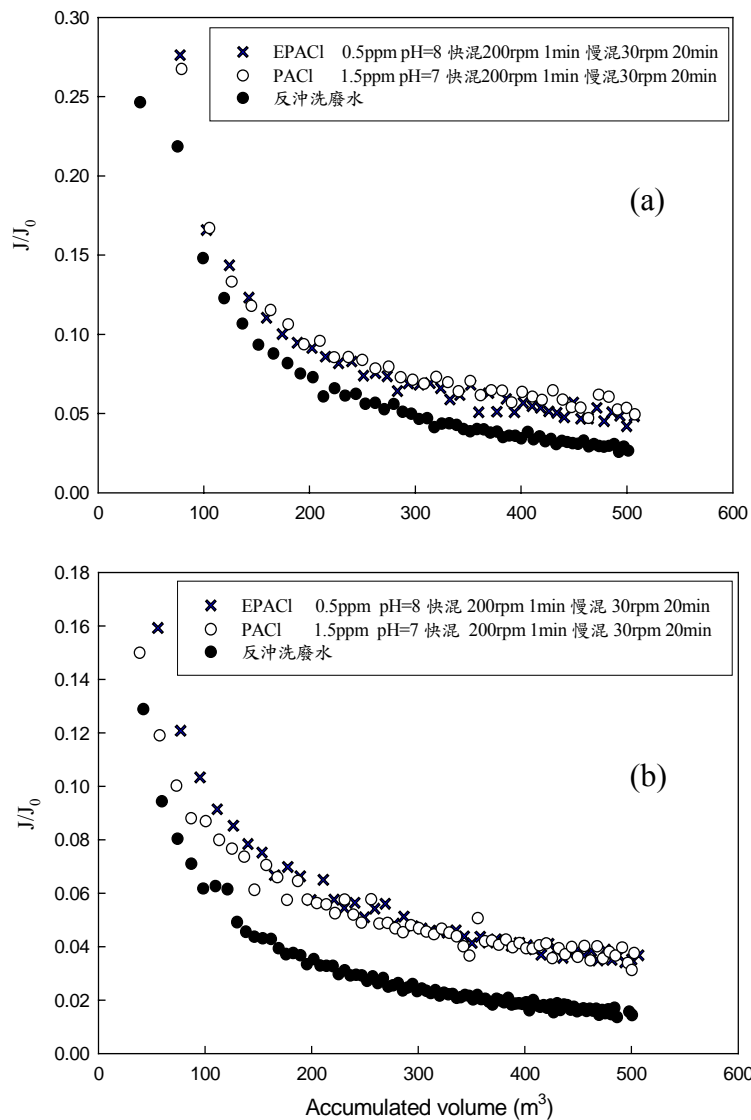 0.30
0.25
0.20
0.15
0.10
0.05
0.00
J/J0
EPACl 0.5ppm pH=8 快混200rpm 1min 慢混30rpm 20min
PACl 1.5ppm pH=7 快混200rpm 1min 慢混30rpm 20min
反沖洗廢水
(a)
0 100 200 300 400 500 600
0.18
0.16
0.14
0.12
0.10
0.08
0.06
0.04
0.02
0.00
J/J0
EPACl 0.5ppm pH=8 快混 200rpm 1min 慢混 30rpm 20min
PACl 1.5ppm pH=7 快混 200rpm 1min 慢混 30rpm 20min
反沖洗廢水
(b)
0 100 200 300 400 500 600
Accumulated volume (m³)